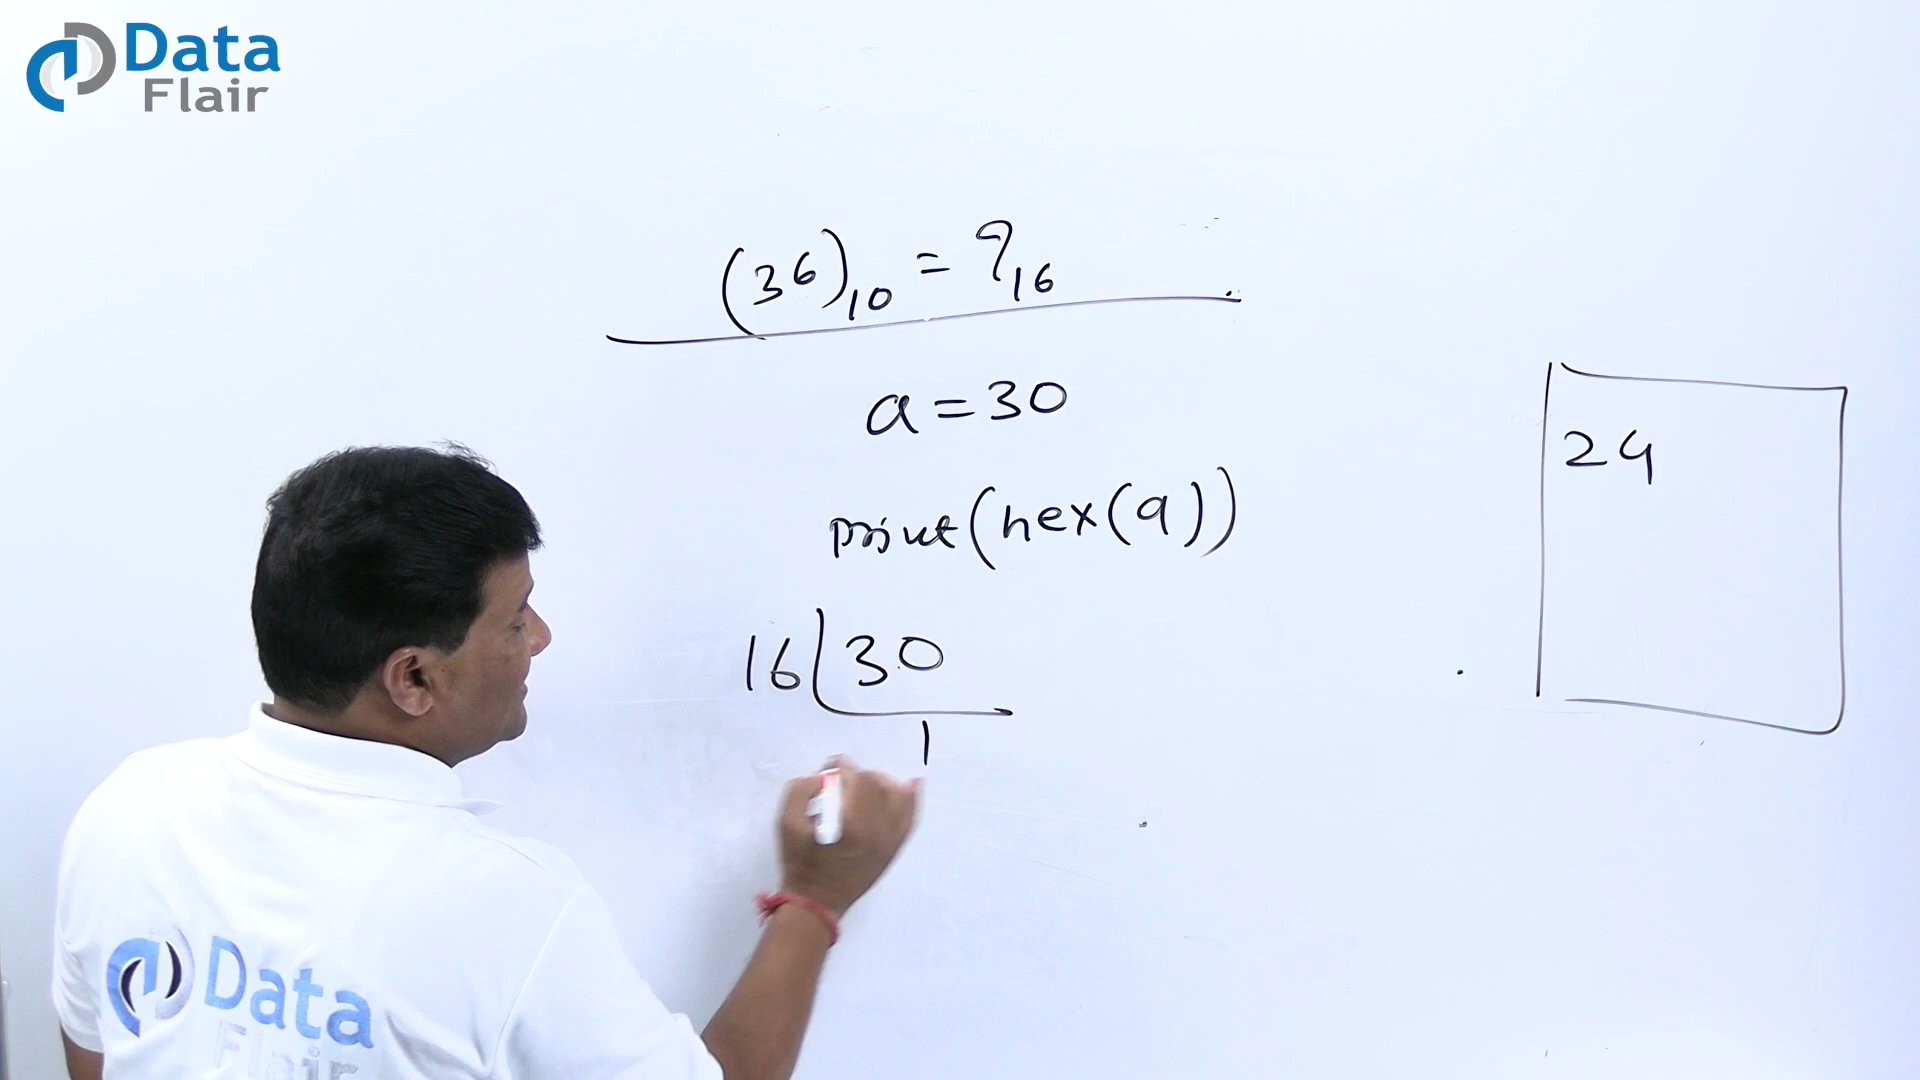 Data
Flair
(36)10 = ?16
a=30
print(hex(a))
16 30
1
24
Data
Flair